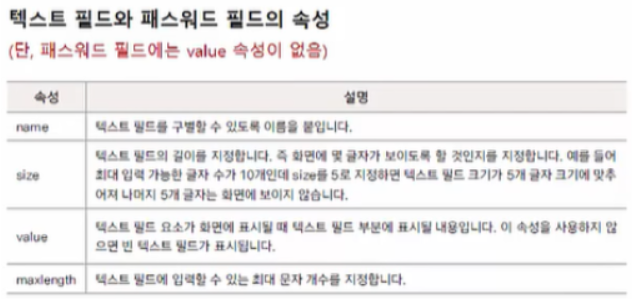 텍스트 필드와 패스워드 필드의 속성
(단, 패스워드 필드에는 value 속성이 없음)
속성 설명
name 텍스트 필드를 구별할 수 있도록 이름을 붙입니다.
size 텍스트 필드의 길이를 지정합니다. 즉 화면에 몇 글자가 보이도록 할 것인지를 지정합니다. 예를 들어
최대 입력 가능한 글자 수가 10개인데 size를 5로 지정하면 텍스트 필드 크기가 5개 글자 크기에 맞추
어져 나머지 5개 글자는 화면에 보이지 않습니다.
value 텍스트 필드 요소가 화면에 표시될 때 텍스트 필드 부분에 표시될 내용입니다. 이 속성을 사용하지 않
으면 빈 텍스트 필드가 표시됩니다.
maxlength 텍스트 필드에 입력할 수 있는 최대 문자 개수를 지정합니다.